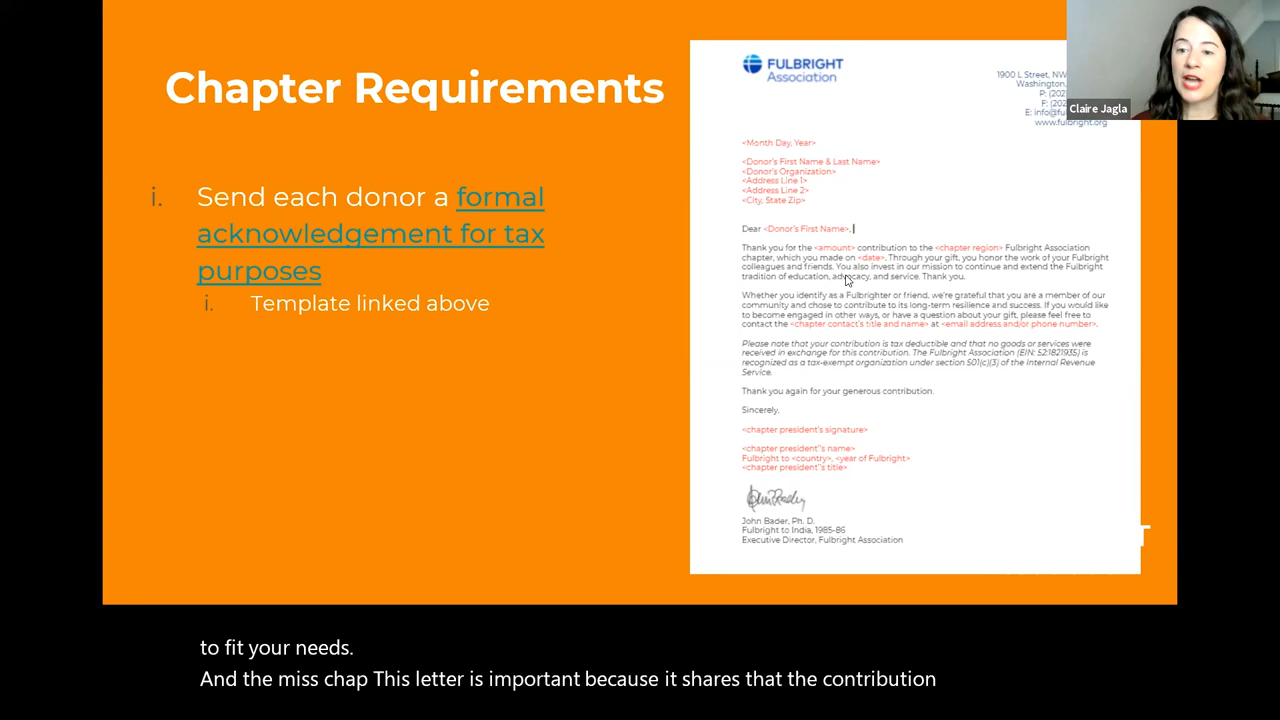 Chapter Requirements
i. Send each donor a formal
acknowledgement for tax
purposes
i. Template linked above
FULBRIGHT
Association
1900 L Street, NW
Washington,
P: (202
F: (202
E: info@fu
www.fulbright.org
Claire Jagla
<Month Day, Year>
<Donor's First Name & Last Name>
<Donor's Organization>
<Address Line 1>
<Address Line 2>
<City, State Zip>
Dear <Donor's First Name>,
Thank you for the <amount> contribution to the <chapter region> Fulbright Association
chapter, which you made on <date>. Through your gift, you honor the work of your Fulbright
colleagues and friends. You also invest in our mission to continue and extend the Fulbright
tradition of education, advocacy, and service. Thank you.
Whether you identify as a Fulbrighter or friend, we're grateful that you are a member of our
community and chose to contribute to its long-term resilience and success. If you would like
to become engaged in other ways, or have a question about your gift, please feel free to
contact the <chapter contact's title and name> at <email address and/or phone number>.
Please note that your contribution is tax deductible and that no goods or services were
received in exchange for this contribution. The Fulbright Association (EIN: 52:1821935) is
recognized as a tax-exempt organization under section 501(c)(3) of the Internal Revenue
Service.
Thank you again for your generous contribution.
Sincerely,
<chapter president's signature>
<chapter president's name>
Fulbright to <country>, <year of Fulbright>
<chapter president's title>
John Bader, Ph. D.
Fulbright to India, 1985-86
Executive Director, Fulbright Association
T
to fit your needs.
And the miss chap This letter is important because it shares that the contribution